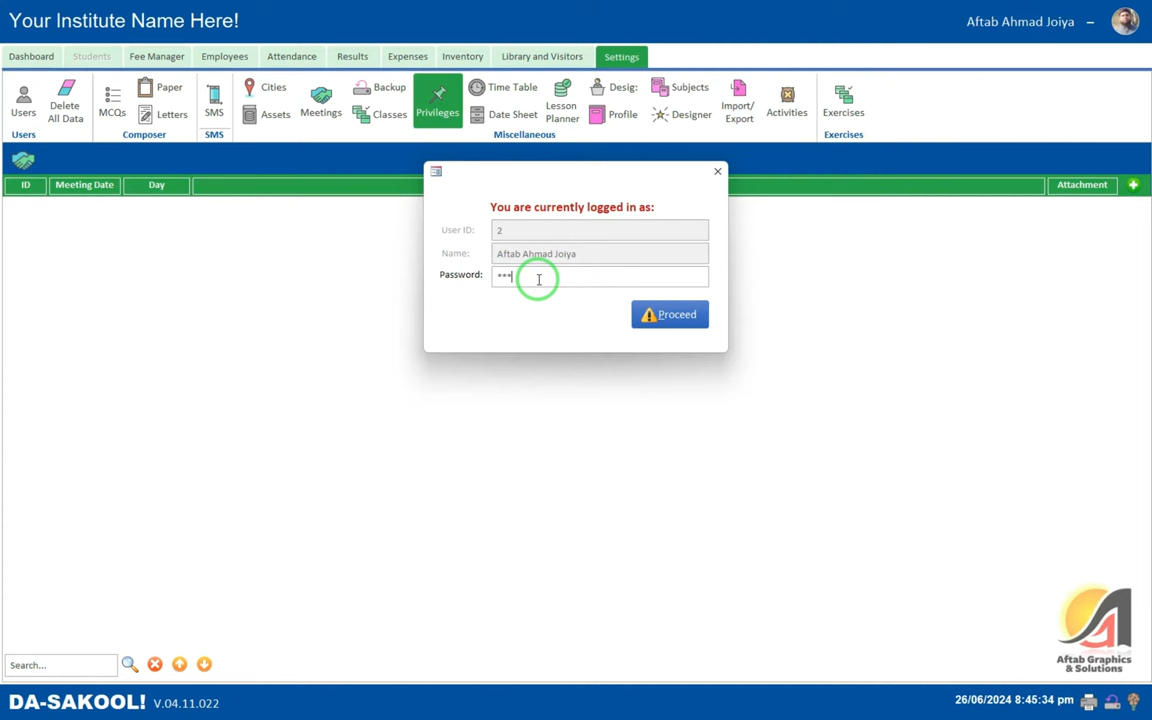 Your Institute Name Here!
Aftab Ahmad Joiya –
Dashboard Students Fee Manager Employees Attendance Results Expenses Inventory Library and Visitors Settings
Users
Delete All Data
MCQs
Paper
Letters
SMS
Cities
Assets
Meetings
Backup
Classes
Privileges
Time Table
Date Sheet
Lesson Planner
Desig:
Profile
Subjects
Designer
Import/ Export
Activities
Exercises
Users Composer SMS Miscellaneous Exercises
ID Meeting Date Day Attachment
You are currently logged in as:
User ID: 2
Name: Aftab Ahmad Joiya
Password: ***
Proceed
Aftab Graphics
& Solutions
Search...
DA-SAKOOL! V.04.11.022
26/06/2024 8:45:34 pm